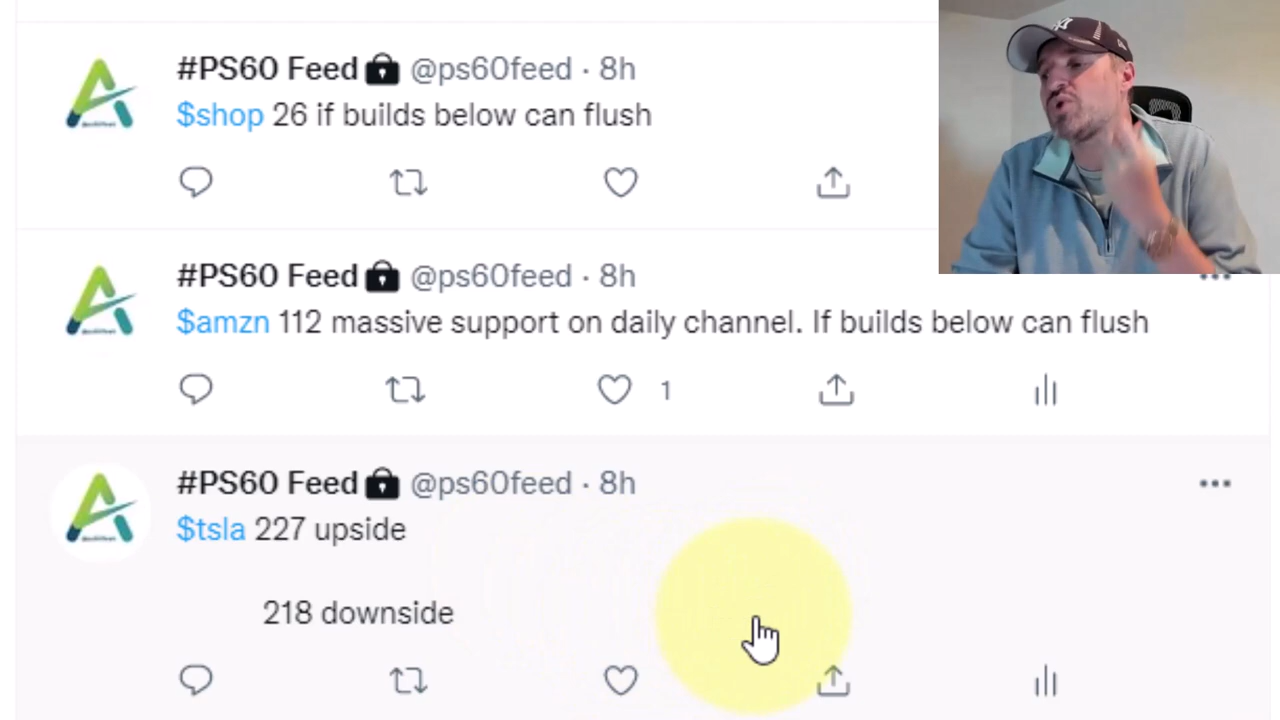 #PS60 Feed @ps60feed · 8h
$shop 26 if builds below can flush
#PS60 Feed @ps60feed · 8h
$amzn 112 massive support on daily channel. If builds below can flush
1
#PS60 Feed @ps60feed · 8h
$tsla 227 upside
218 downside